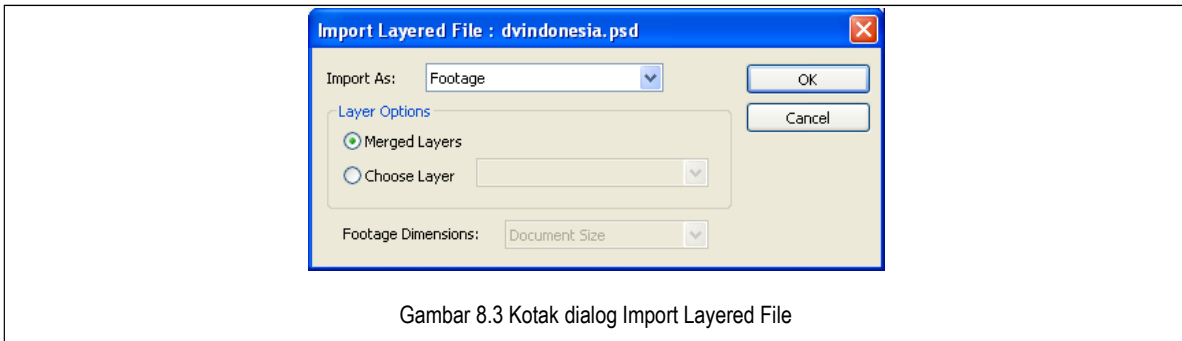 Import Layered File : dvindonesia.psd
Import As: Footage
OK
Layer Options
Cancel
Merged Layers
Choose Layer
Footage Dimensions: Document Size
Gambar 8.3 Kotak dialog Import Layered File